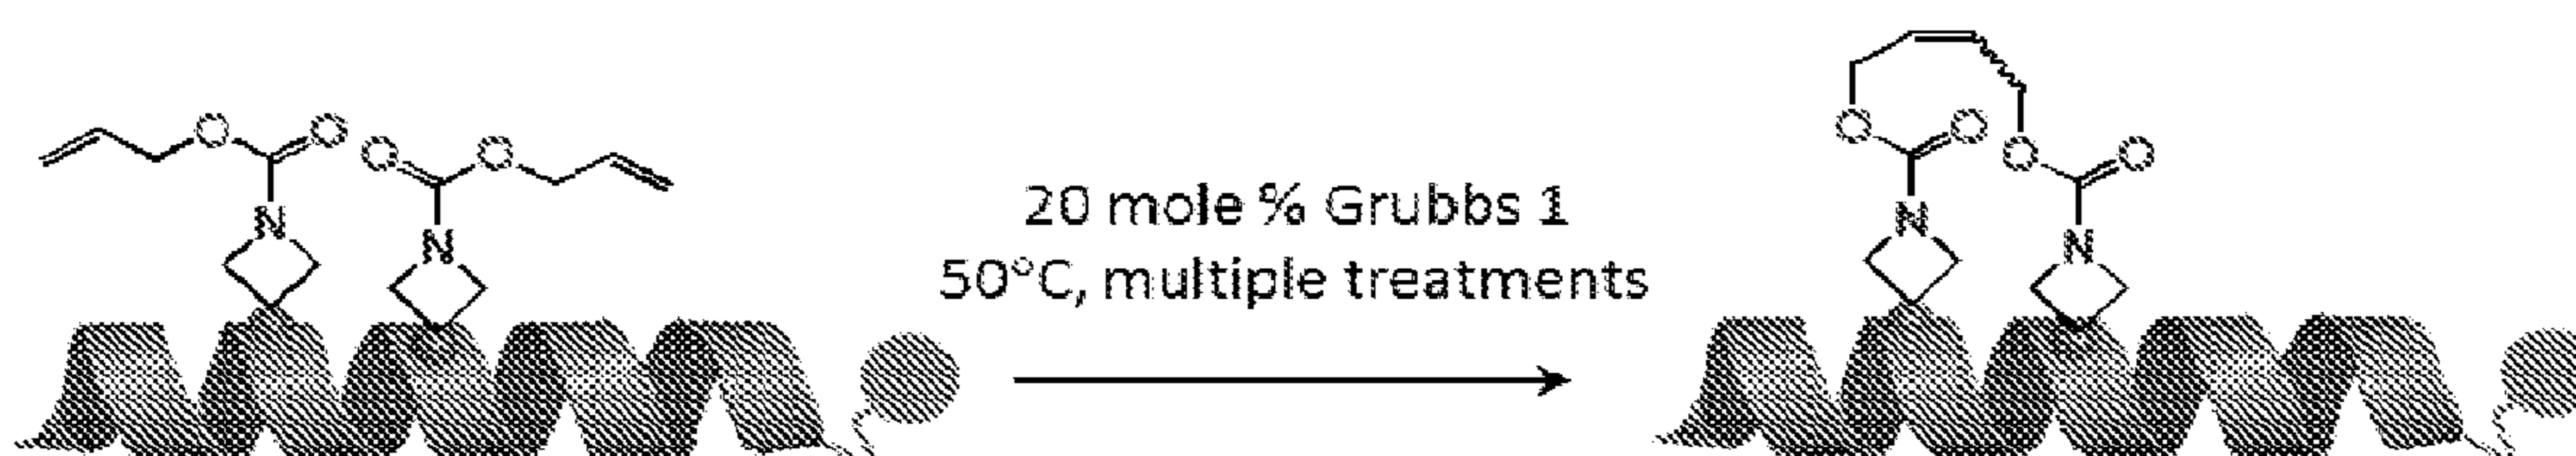 O O O O
N N
20 mole % Grubbs 1
50°C, multiple treatments
O O O O
N N